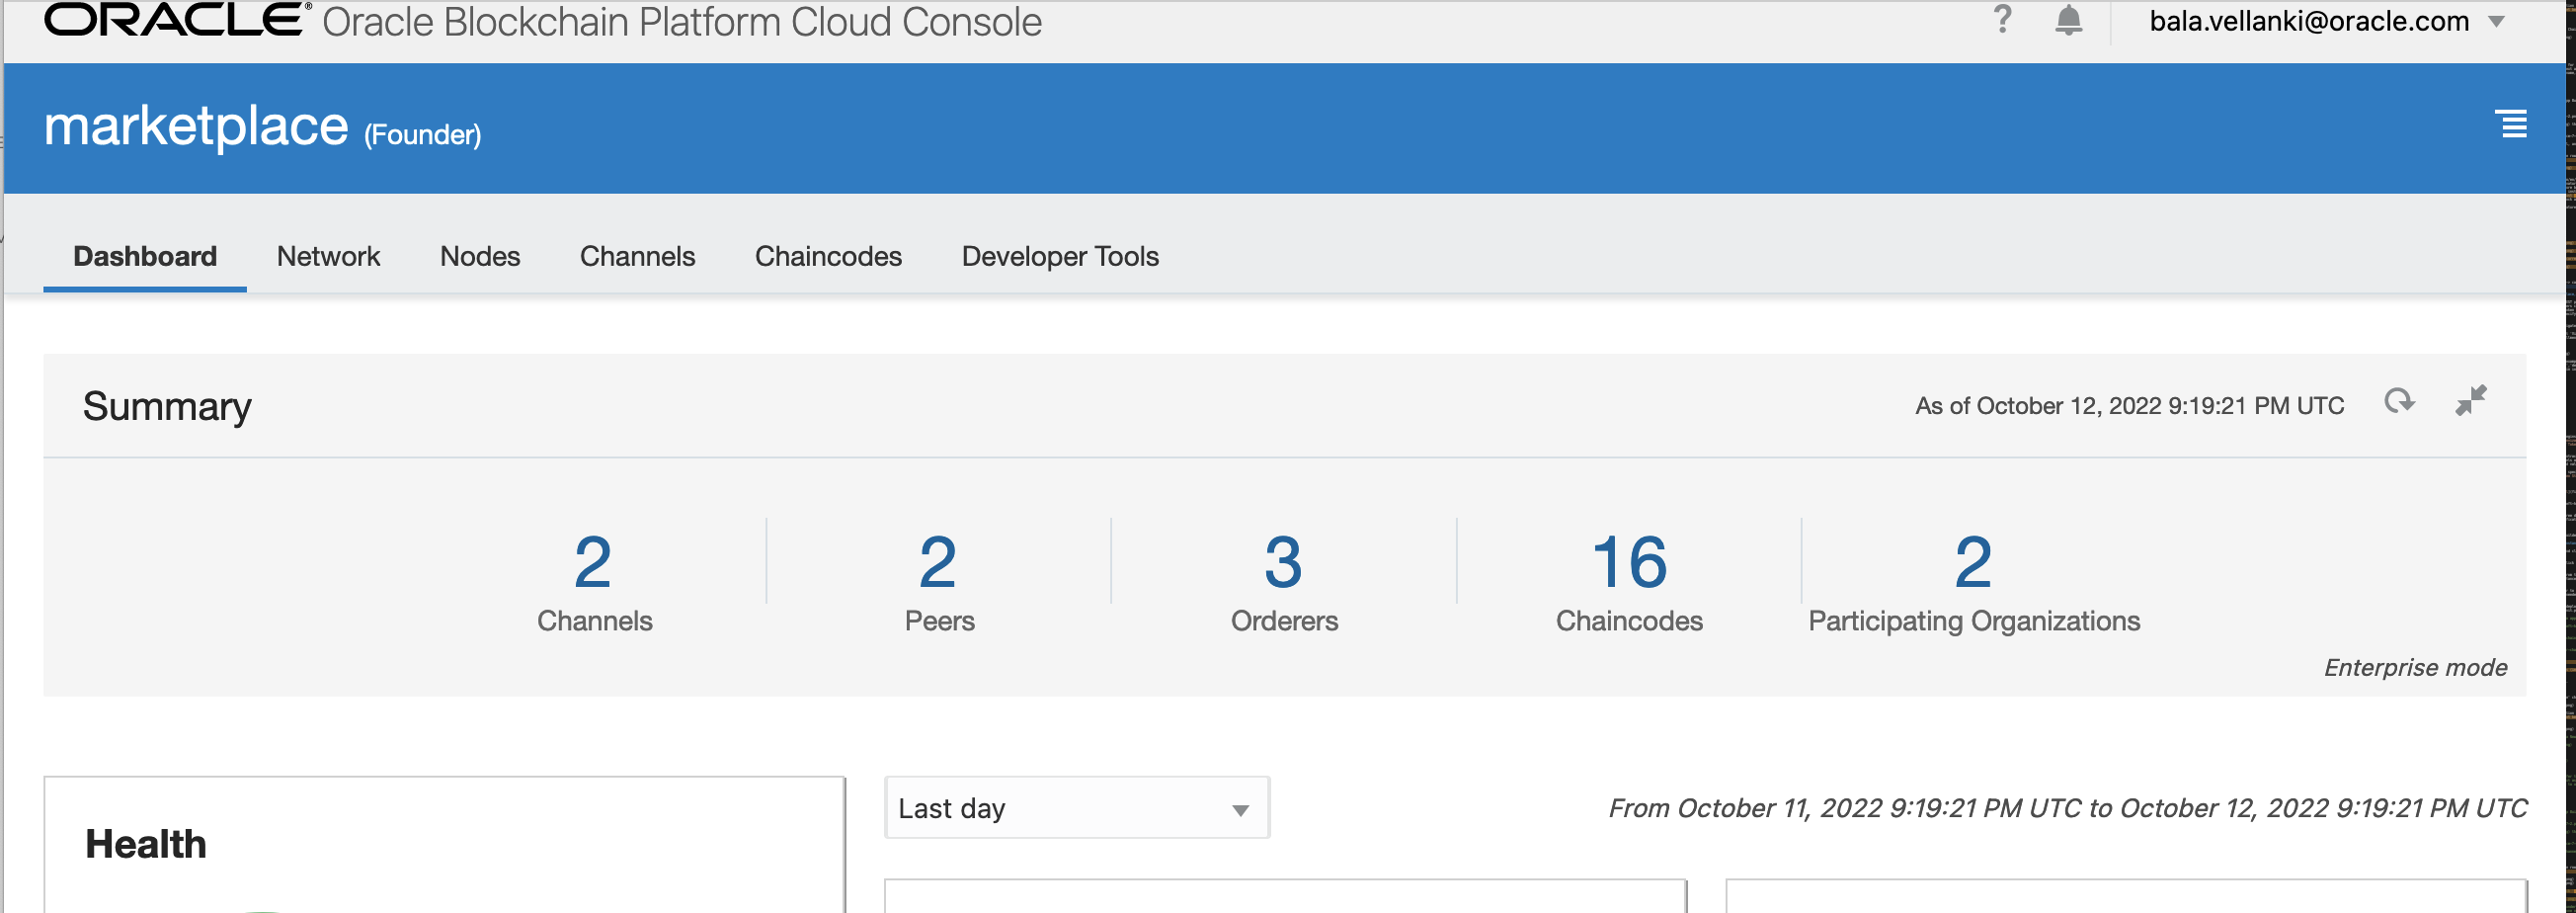 ORACLE® Oracle Blockchain Platform Cloud Console
? bala.vellanki@oracle.com
marketplace (Founder)
Dashboard Network Nodes Channels Chaincodes Developer Tools
Summary
As of October 12, 2022 9:19:21 PM UTC
2 2 3 16 2
Channels Peers Orderers Chaincodes Participating Organizations
Enterprise mode
Last day
From October 11, 2022 9:19:21 PM UTC to October 12, 2022 9:19:21 PM UTC
Health